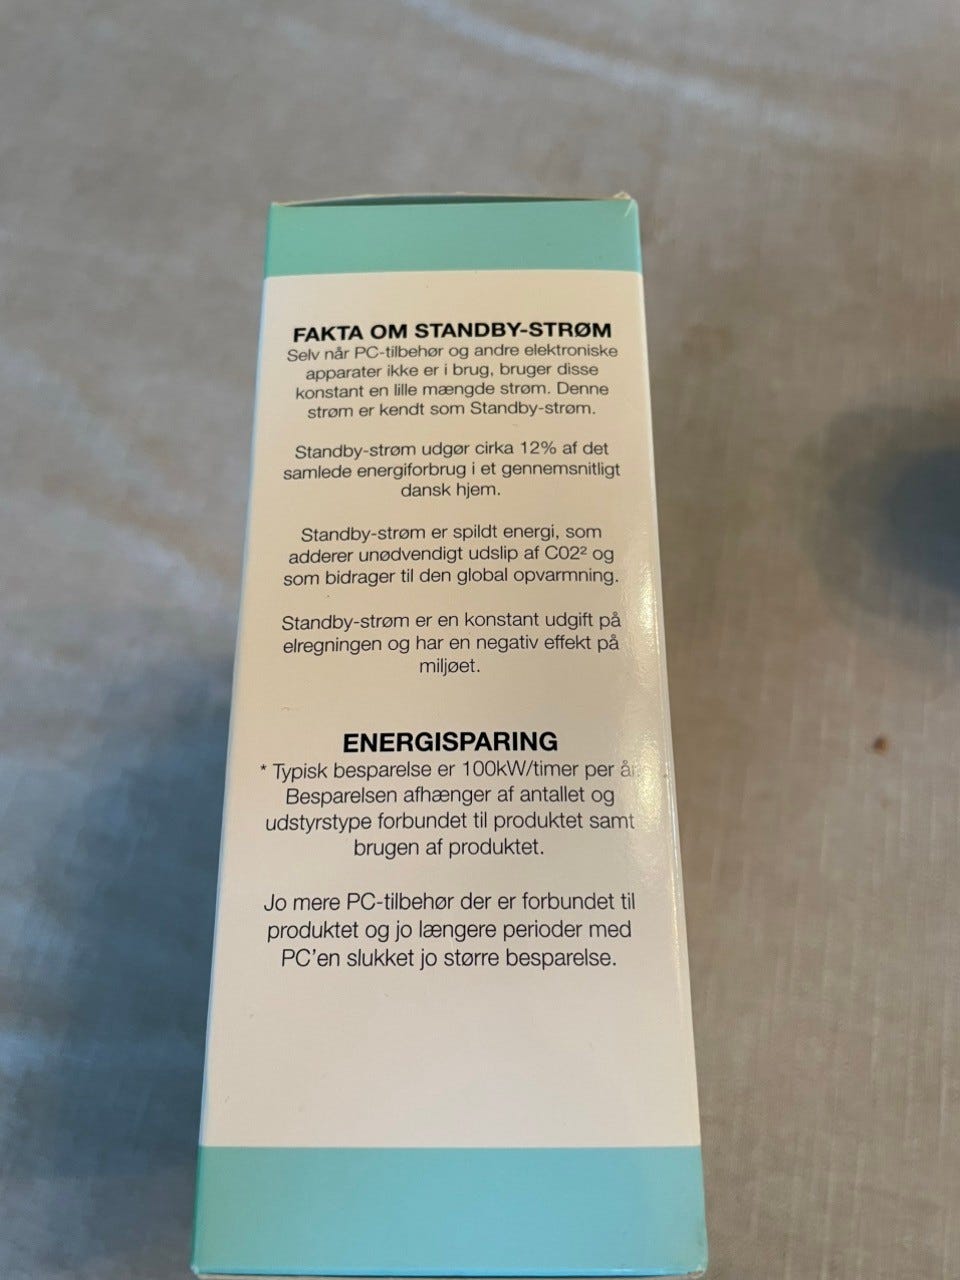 FAKTA OM STANDBY-STRØM
Selv når PC-tilbehør og andre elektroniske
apparater ikke er i brug, bruger disse
konstant en lille mængde strøm. Denne
strøm er kendt som Standby-strøm.
Standby-strøm udgør cirka 12% af det
samlede energiforbrug i et gennemsnitligt
dansk hjem.
Standby-strøm er spildt energi, som
adderer unødvendigt udslip af C02² og
som bidrager til den global opvarmning.
Standby-strøm er en konstant udgift på
elregningen og har en negativ effekt på
miljøet.
ENERGISPARING
* Typisk besparelse er 100kW/timer per år
Besparelsen afhænger af antallet og
udstyrstype forbundet til produktet samt
brugen af produktet.
Jo mere PC-tilbehør der er forbundet til
produktet og jo længere perioder med
PC'en slukket jo større besparelse.